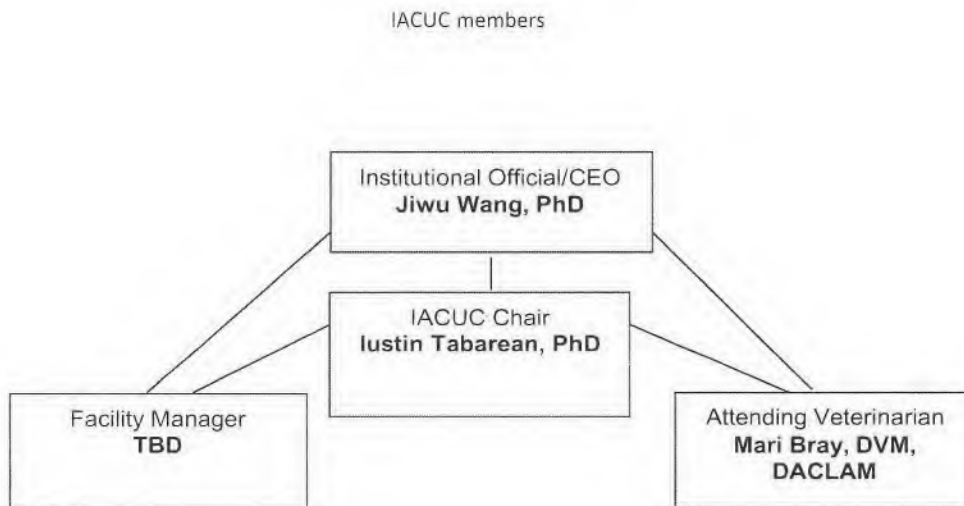 IACUC members
Institutional Official/CEO
Jiwu Wang, PhD
IACUC Chair
Iustin Tabarean, PhD
Facility Manager
TBD
Attending Veterinarian
Mari Bray, DVM,
DACLAM